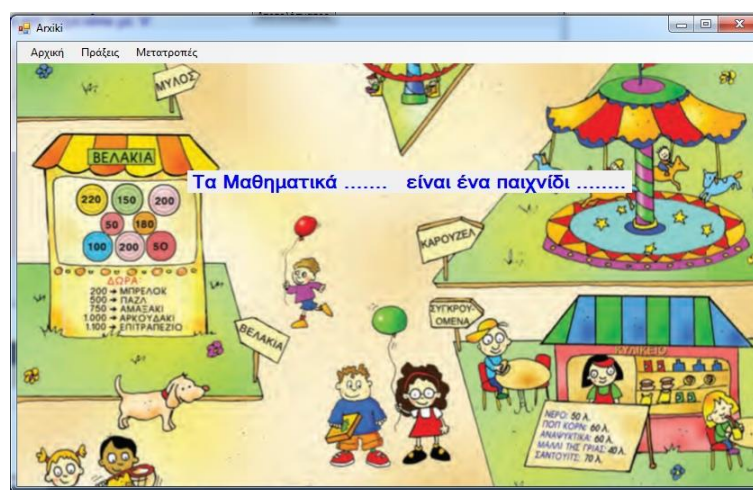 Arxiki
Αρχική Πράξεις Μετατροπές
ΜΥΛΟΣ
ΒΕΛΑΚΙΑ
Τα Μαθηματικά ....... είναι ένα παιχνίδι ........
220 150 200
50 180
100 200 50
ΔΩΡΑ
200 → ΜΠΡΕΛΟΚ
500 → ΠΑΖΛ
750 → ΑΜΑΞΑΚΙ
1.000 → ΑΡΚΟΥΔΑΚΙ
1.100 → ΕΠΙΤΡΑΠΕΖΙΟ
ΚΑΡΟΥΖΕΛ
ΣΥΓΚΡΟΥ-
ΟΜΕΝΑ
ΒΕΛΑΚΙΑ
ΚΥΛΙΚΕΙΟ
ΝΕΡΟ: 50 λ.
ΠΟΠ ΚΟΡΝ: 60 λ.
ΑΝΑΨΥΚΤΙΚΑ: 60 λ.
ΜΑΛΛΙ ΤΗΣ ΓΡΙΑΣ: 40 λ.
ΣΑΝΤΟΥΙΤΣ: 70 λ.